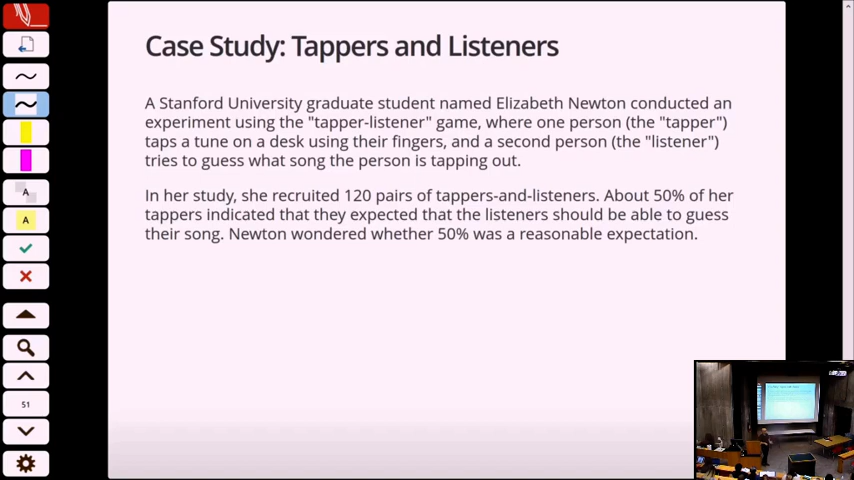 Case Study: Tappers and Listeners
A Stanford University graduate student named Elizabeth Newton conducted an
experiment using the "tapper-listener" game, where one person (the "tapper")
taps a tune on a desk using their fingers, and a second person (the "listener")
tries to guess what song the person is tapping out.
In her study, she recruited 120 pairs of tappers-and-listeners. About 50% of her
tappers indicated that they expected that the listeners should be able to guess
their song. Newton wondered whether 50% was a reasonable expectation.
A
A
51